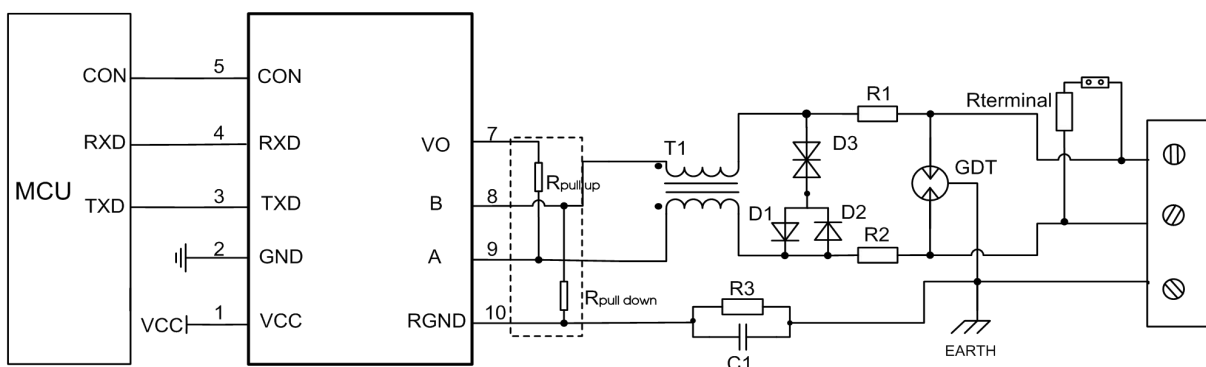 MCU
CON
RXD
TXD
5
4
3
2
1
GND
VCC
CON
RXD
TXD
GND
VCC
VO
B
A
RGND
7
8
9
10
Rpull up
Rpull down
T1
D3
D1
D2
R1
R2
GDT
Rterminal
R3
C1
EARTH